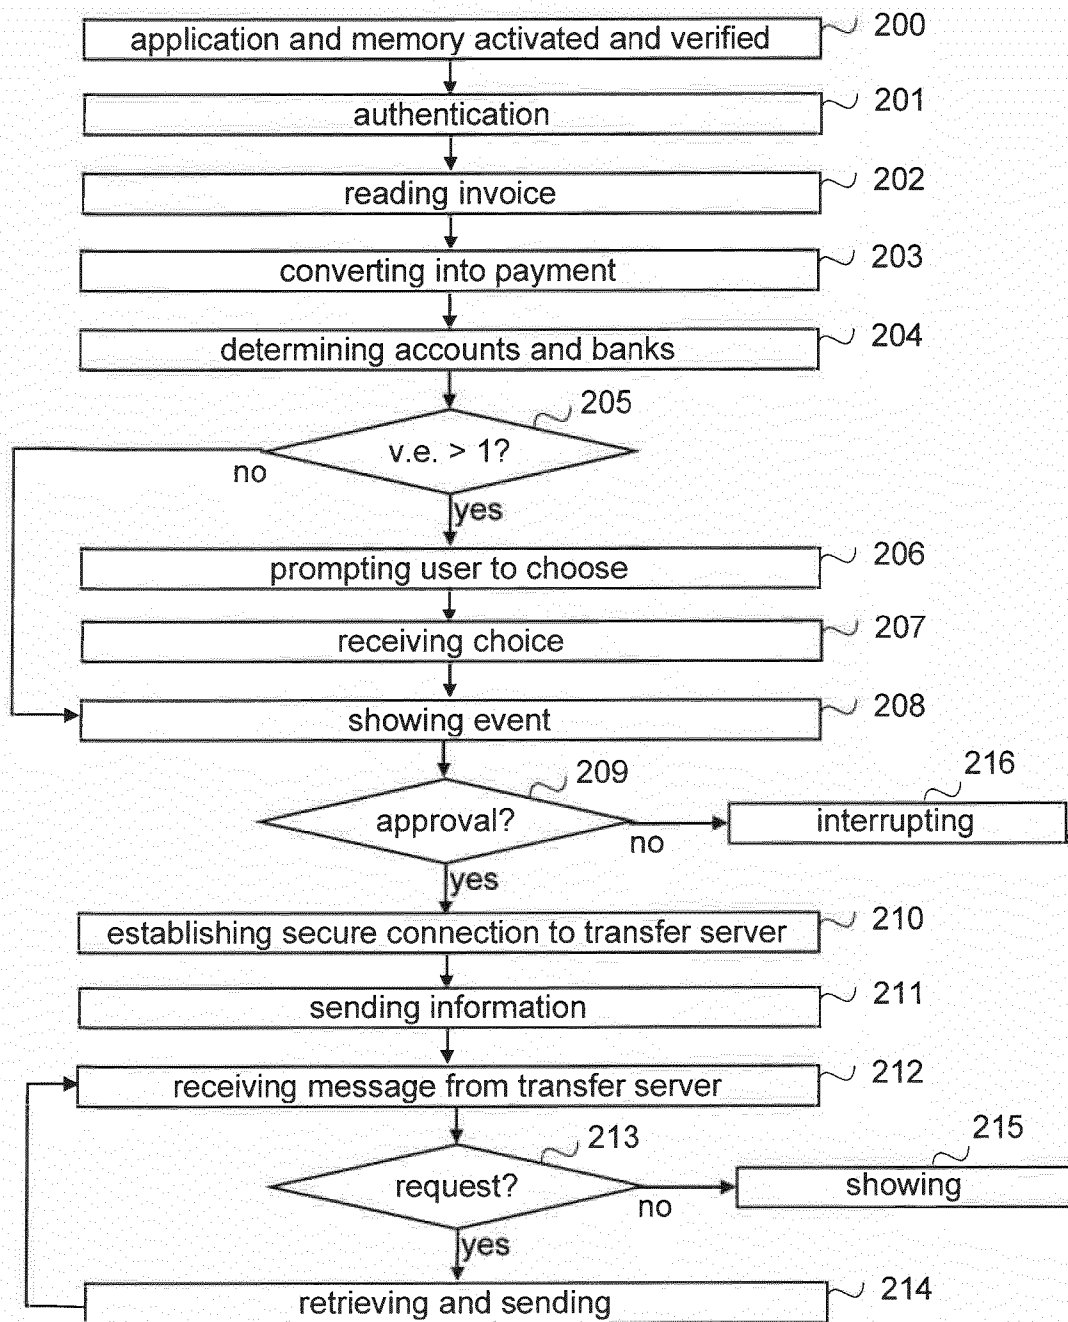 application and memory activated and verified 200
authentication 201
reading invoice 202
converting into payment 203
determining accounts and banks 204
205
v.e. > 1?
no
yes
prompting user to choose 206
receiving choice 207
showing event 208
209
216
approval?
interrupting
no
yes
establishing secure connection to transfer server 210
sending information 211
receiving message from transfer server 212
213
215
request?
showing
no
yes
retrieving and sending 214